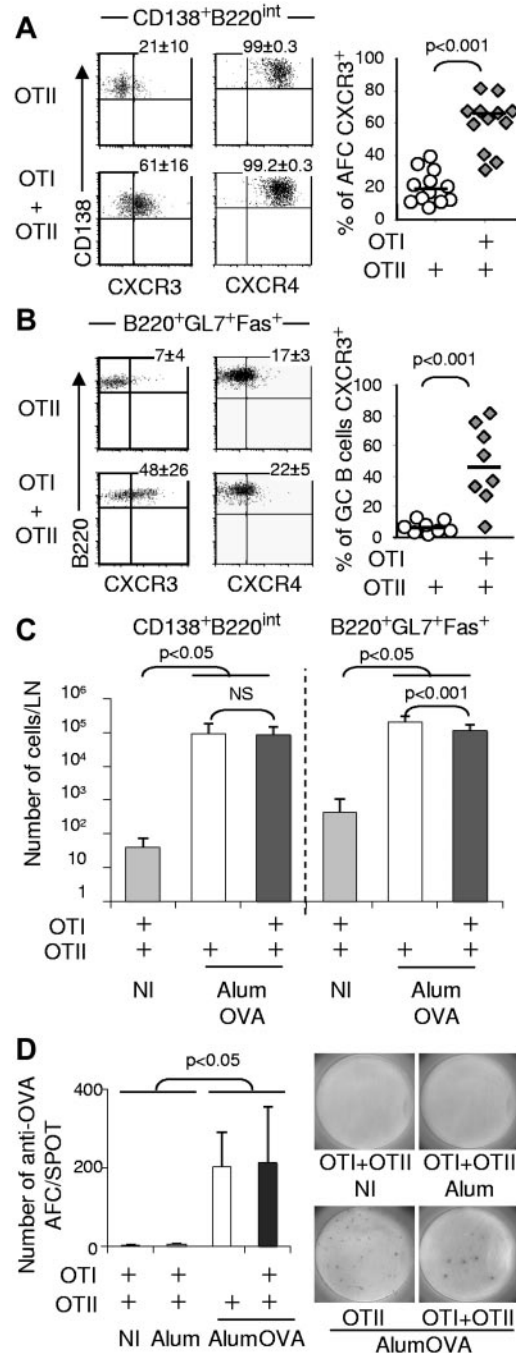 A
CD138+B220int
21±10
99±0.3
OTII
61±16
99.2±0.3
OTI
+
OTII
CD138
CXCR3
CXCR4
p<0.001
% of AFC CXCR3+
100
80
60
40
20
0
OTI +
OTII + +
B
B220+GL7+Fas+
7±4
17±3
OTII
48±26
22±5
OTI
+
OTII
B220
CXCR3
CXCR4
p<0.001
% of GC B cells CXCR3+
100
80
60
40
20
0
OTI +
OTII + +
C
CD138+B220int
B220+GL7+Fas+
p<0.05
p<0.05
NS
p<0.001
Number of cells/LN
10⁶
10⁵
10⁴
10³
10²
1
OTI + + + +
OTII + + + + + +
NI Alum NI Alum
OVA OVA
D
p<0.05
Number of anti-OVA
AFC/SPOT
400
200
0
OTI + + +
OTII + + + +
NI Alum AlumOVA
OTI+OTII OTI+OTII
NI Alum
OTII OTI+OTII
AlumOVA